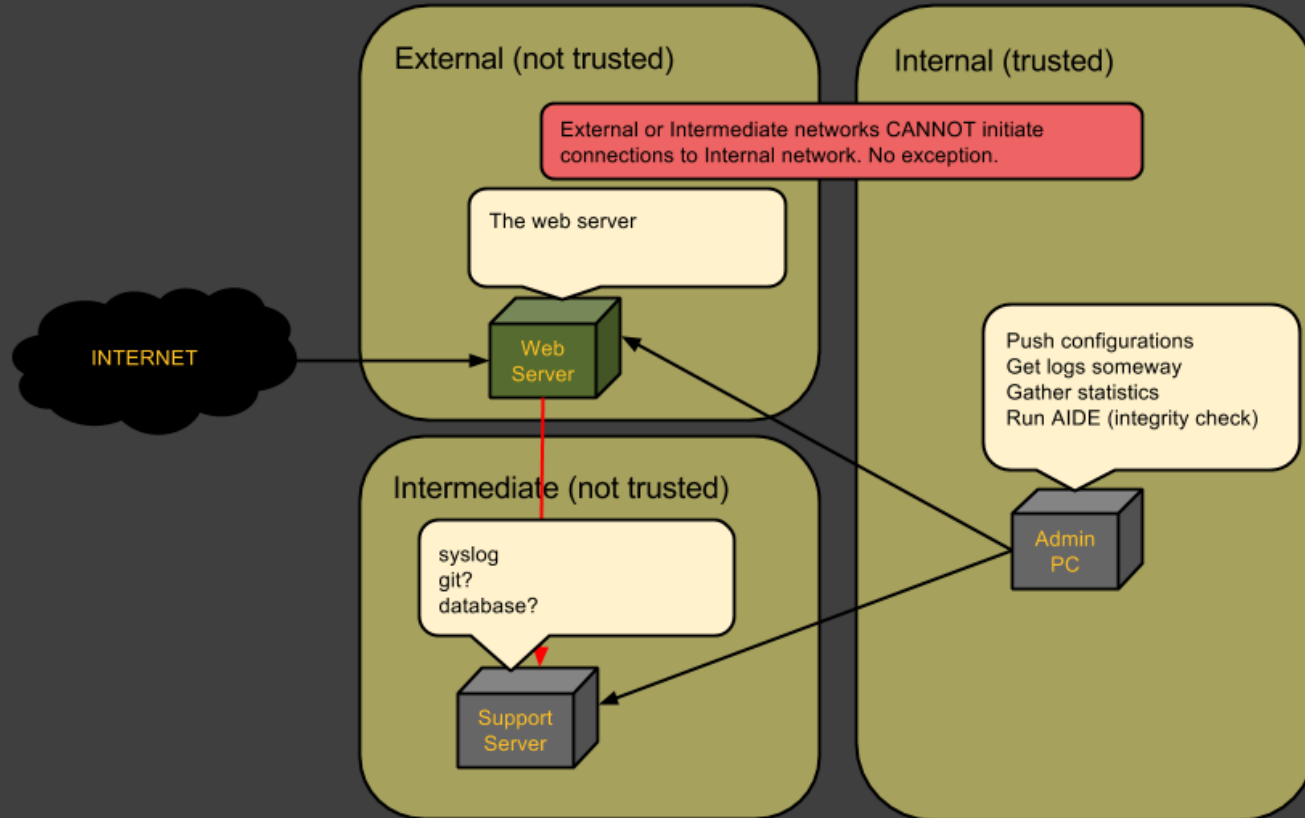 External (not trusted)
Internal (trusted)
External or Intermediate networks CANNOT initiate
connections to Internal network. No exception.
The web server
INTERNET
Web
Server
Push configurations
Get logs someway
Gather statistics
Run AIDE (integrity check)
Intermediate (not trusted)
syslog
git?
database?
Admin
PC
Support
Server